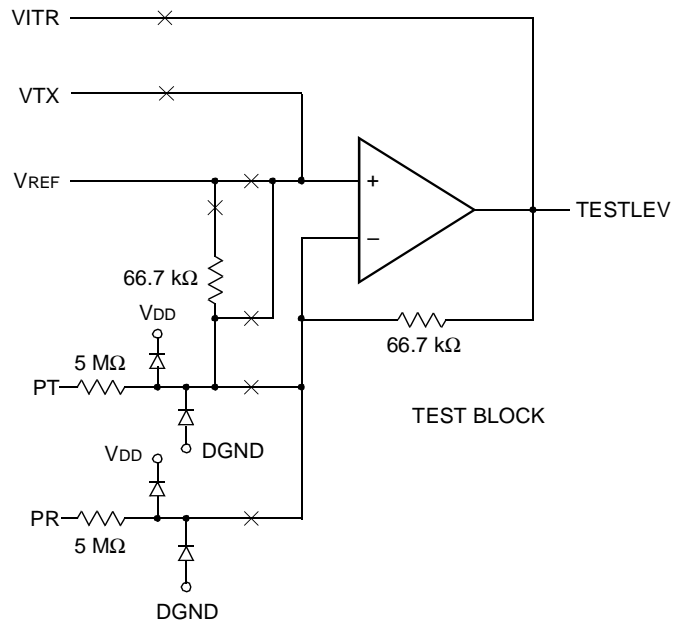 VITR
VTX
VREF
+
−
TESTLEV
66.7 kΩ
VDD
66.7 kΩ
5 MΩ
PT
TEST BLOCK
DGND
VDD
PR
5 MΩ
DGND